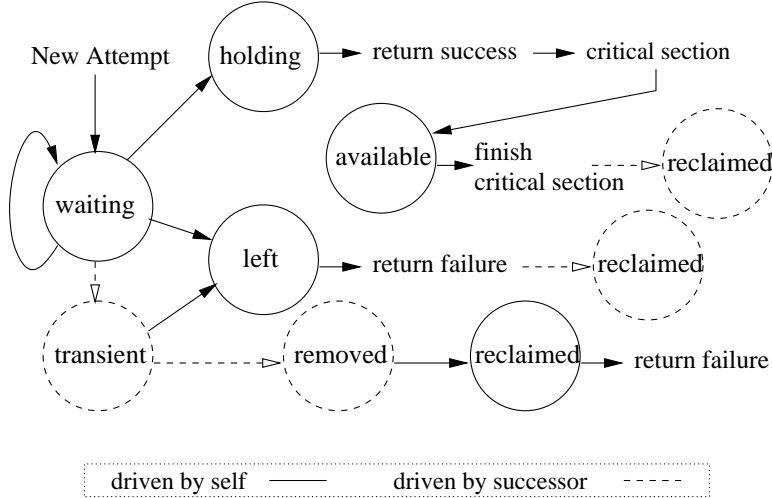 New Attempt
holding
return success
critical section
available
finish
critical section
reclaimed
waiting
left
return failure
reclaimed
transient
removed
reclaimed
return failure
driven by self
driven by successor